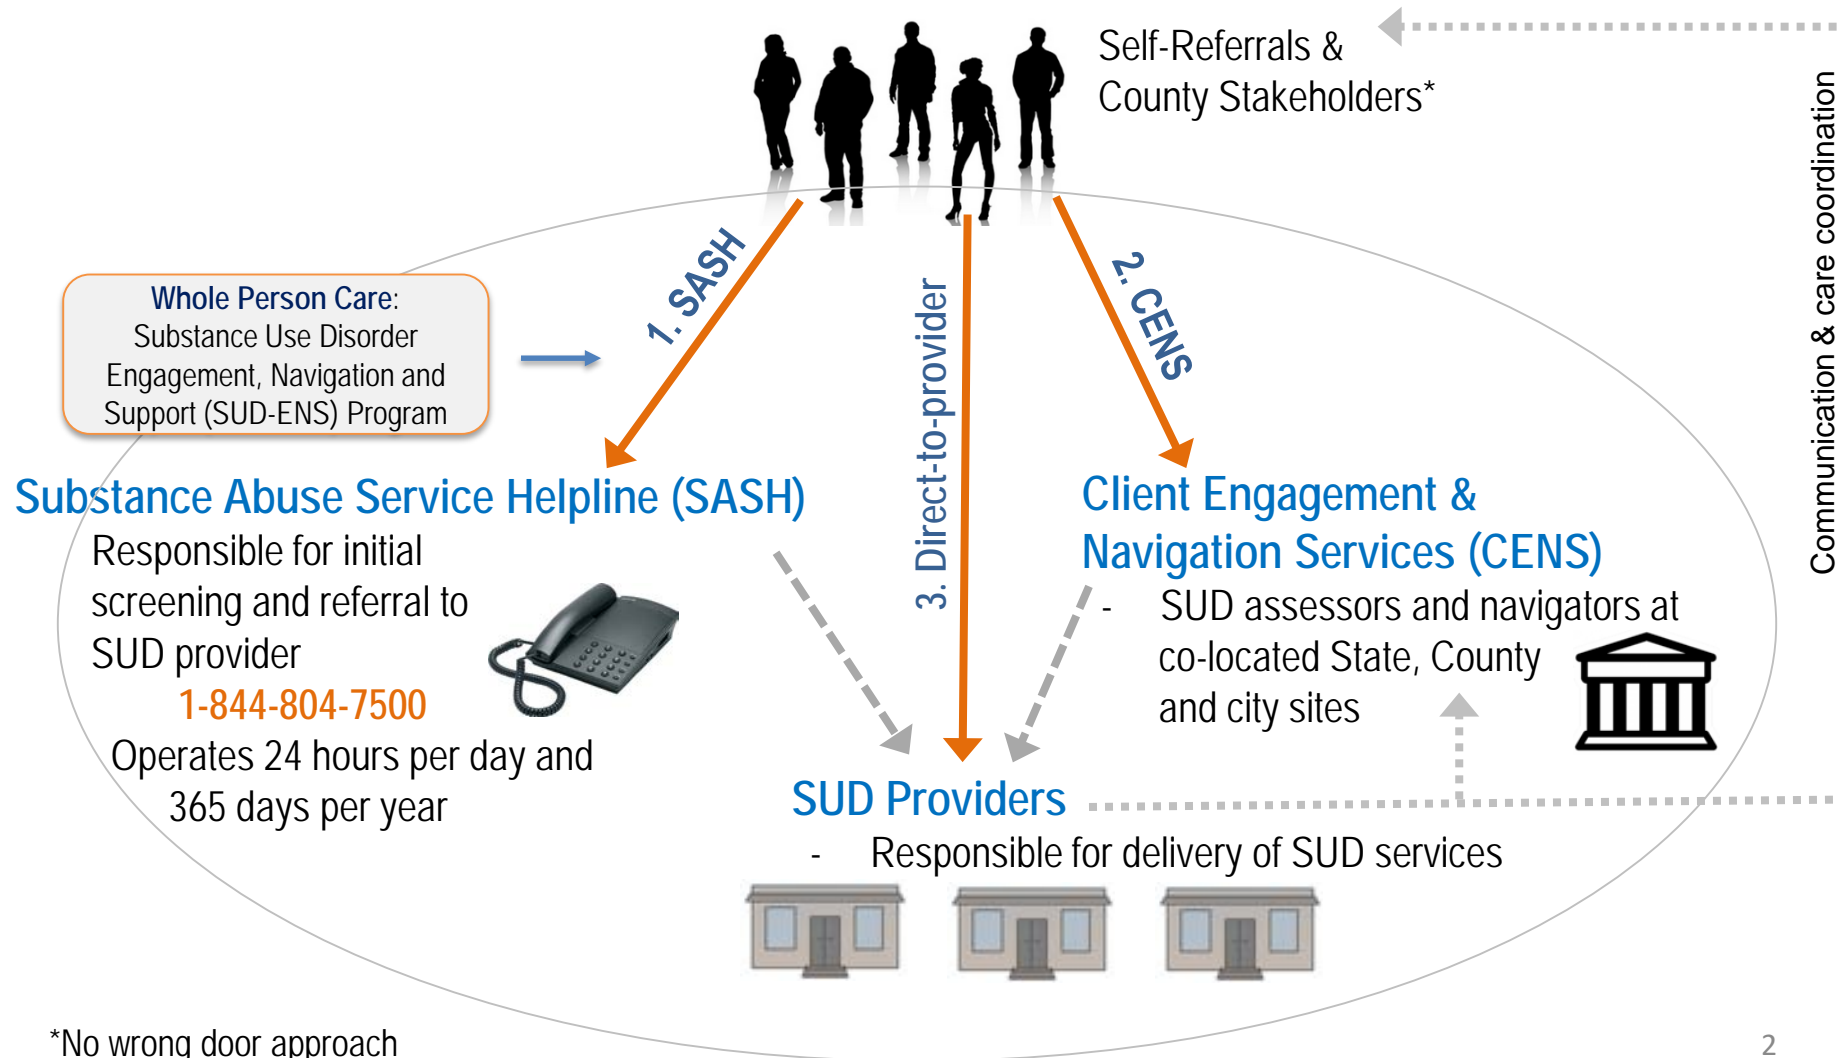 Self-Referrals &
County Stakeholders*
Communication & care coordination
Whole Person Care:
Substance Use Disorder
Engagement, Navigation and
Support (SUD-ENS) Program
1. SASH
3. Direct-to-provider
2.. CENS
Substance Abuse Service Helpline (SASH)
Responsible for initial
screening and referral to
SUD provider
1-844-804-7500
Operates 24 hours per day and
365 days per year
Client Engagement &
Navigation Services (CENS)
- SUD assessors and navigators at
co-located State, County
and city sites
SUD Providers
- Responsible for delivery of SUD services
*No wrong door approach
2